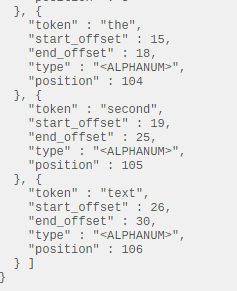 }, {
"token" : "the",
"start_offset" : 15,
"end_offset" : 18,
"type" : "<ALPHANUM>",
"position" : 104
}, {
"token" : "second",
"start_offset" : 19,
"end_offset" : 25,
"type" : "<ALPHANUM>",
"position" : 105
}, {
"token" : "text",
"start_offset" : 26,
"end_offset" : 30,
"type" : "<ALPHANUM>",
"position" : 106
} ]
}